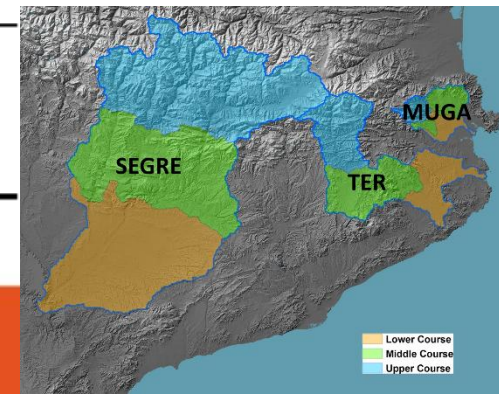 MUGA
SEGRE
TER
Lower Course
Middle Course
Upper Course